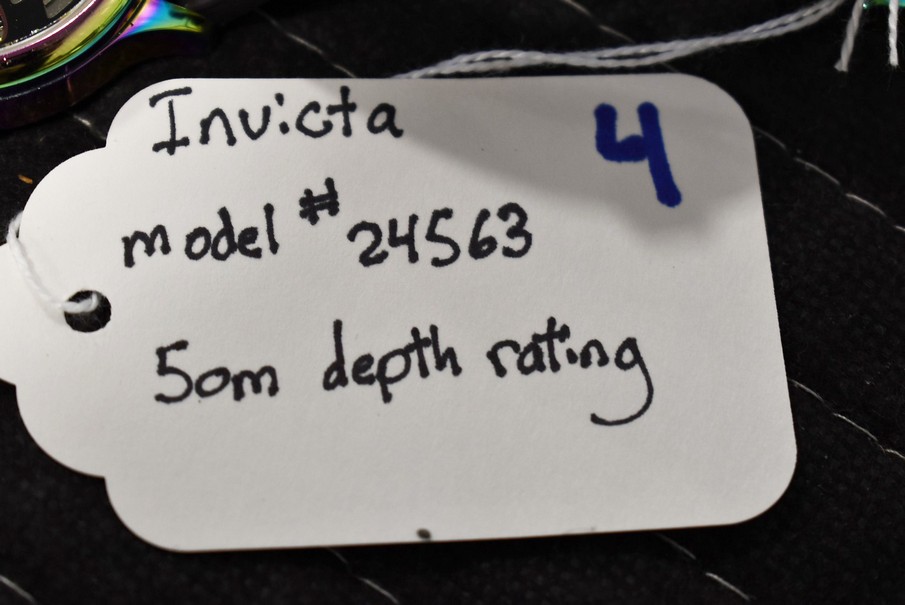 Invicta 4
model # 24563
50m depth rating